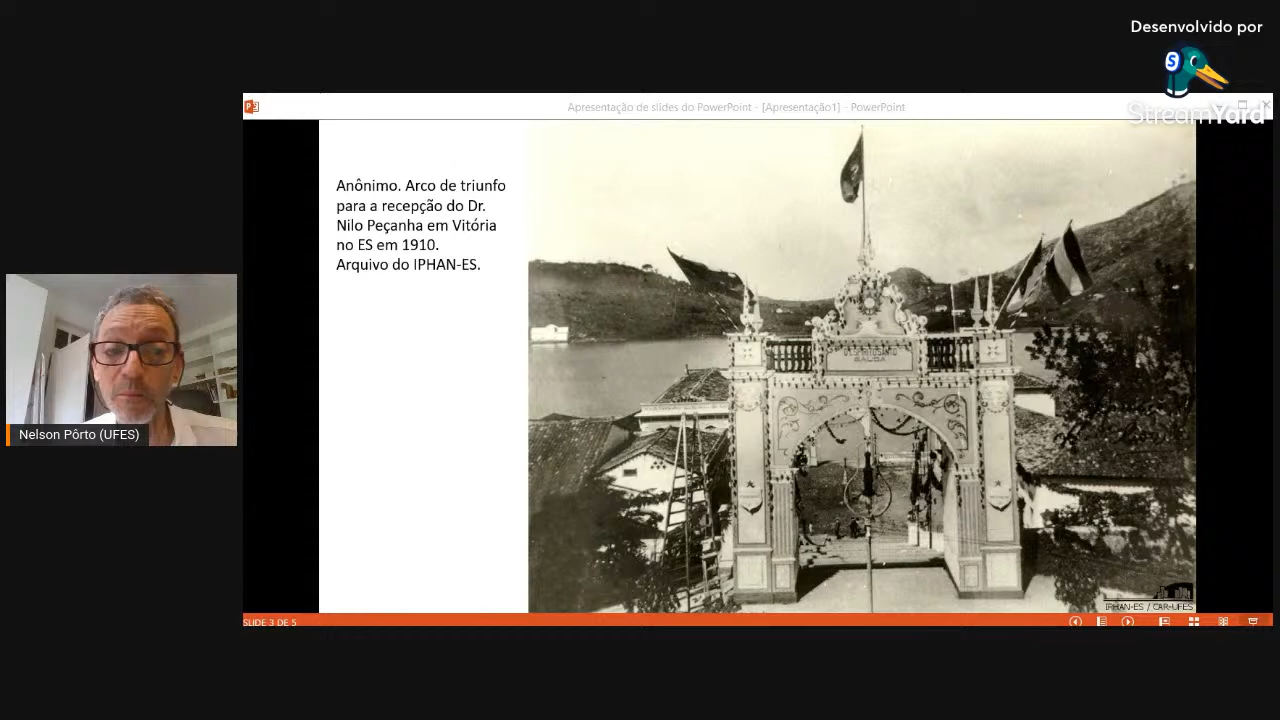 Desenvolvido por
StreamYard
Apresentação de slides do PowerPoint - [Apresentação1] - PowerPoint
Anônimo. Arco de triunfo
para a recepção do Dr.
Nilo Peçanha em Vitória
no ES em 1910.
Arquivo do IPHAN-ES.
SAUDA
Nelson Pôrto (UFES)
IPHAN-ES / CAR-UFES
SLIDE 3 DE 5